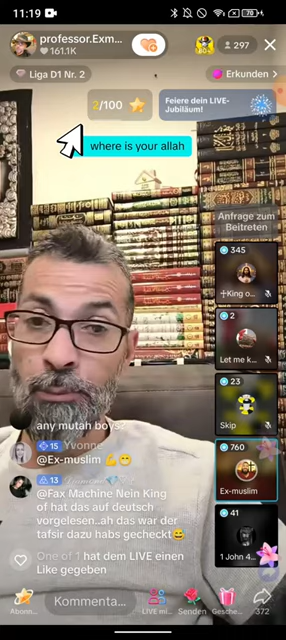 11:19
70
professor.Exm...
161.1K
297
Liga D1 Nr. 2
Erkunden >
2/100
Feiere dein LIVE-
Jubiläum!
where is your allah
Anfrage zum
Beitreten
345
King o...
2
Let me k...
23
Skip
760
Ex-muslim
41
1 John 4...
any mutah boys?
15 Yvonne
@Ex-muslim 💪😁
13
@Fax Machine Nein King
of hat das auf deutsch
vorgelesen..ah das war der
tafsir dazu habs gecheckt😅
One of 1 hat dem LIVE einen
Like gegeben
Abonn...
Kommenta...
LIVE mi...
Senden
Gesche...
372